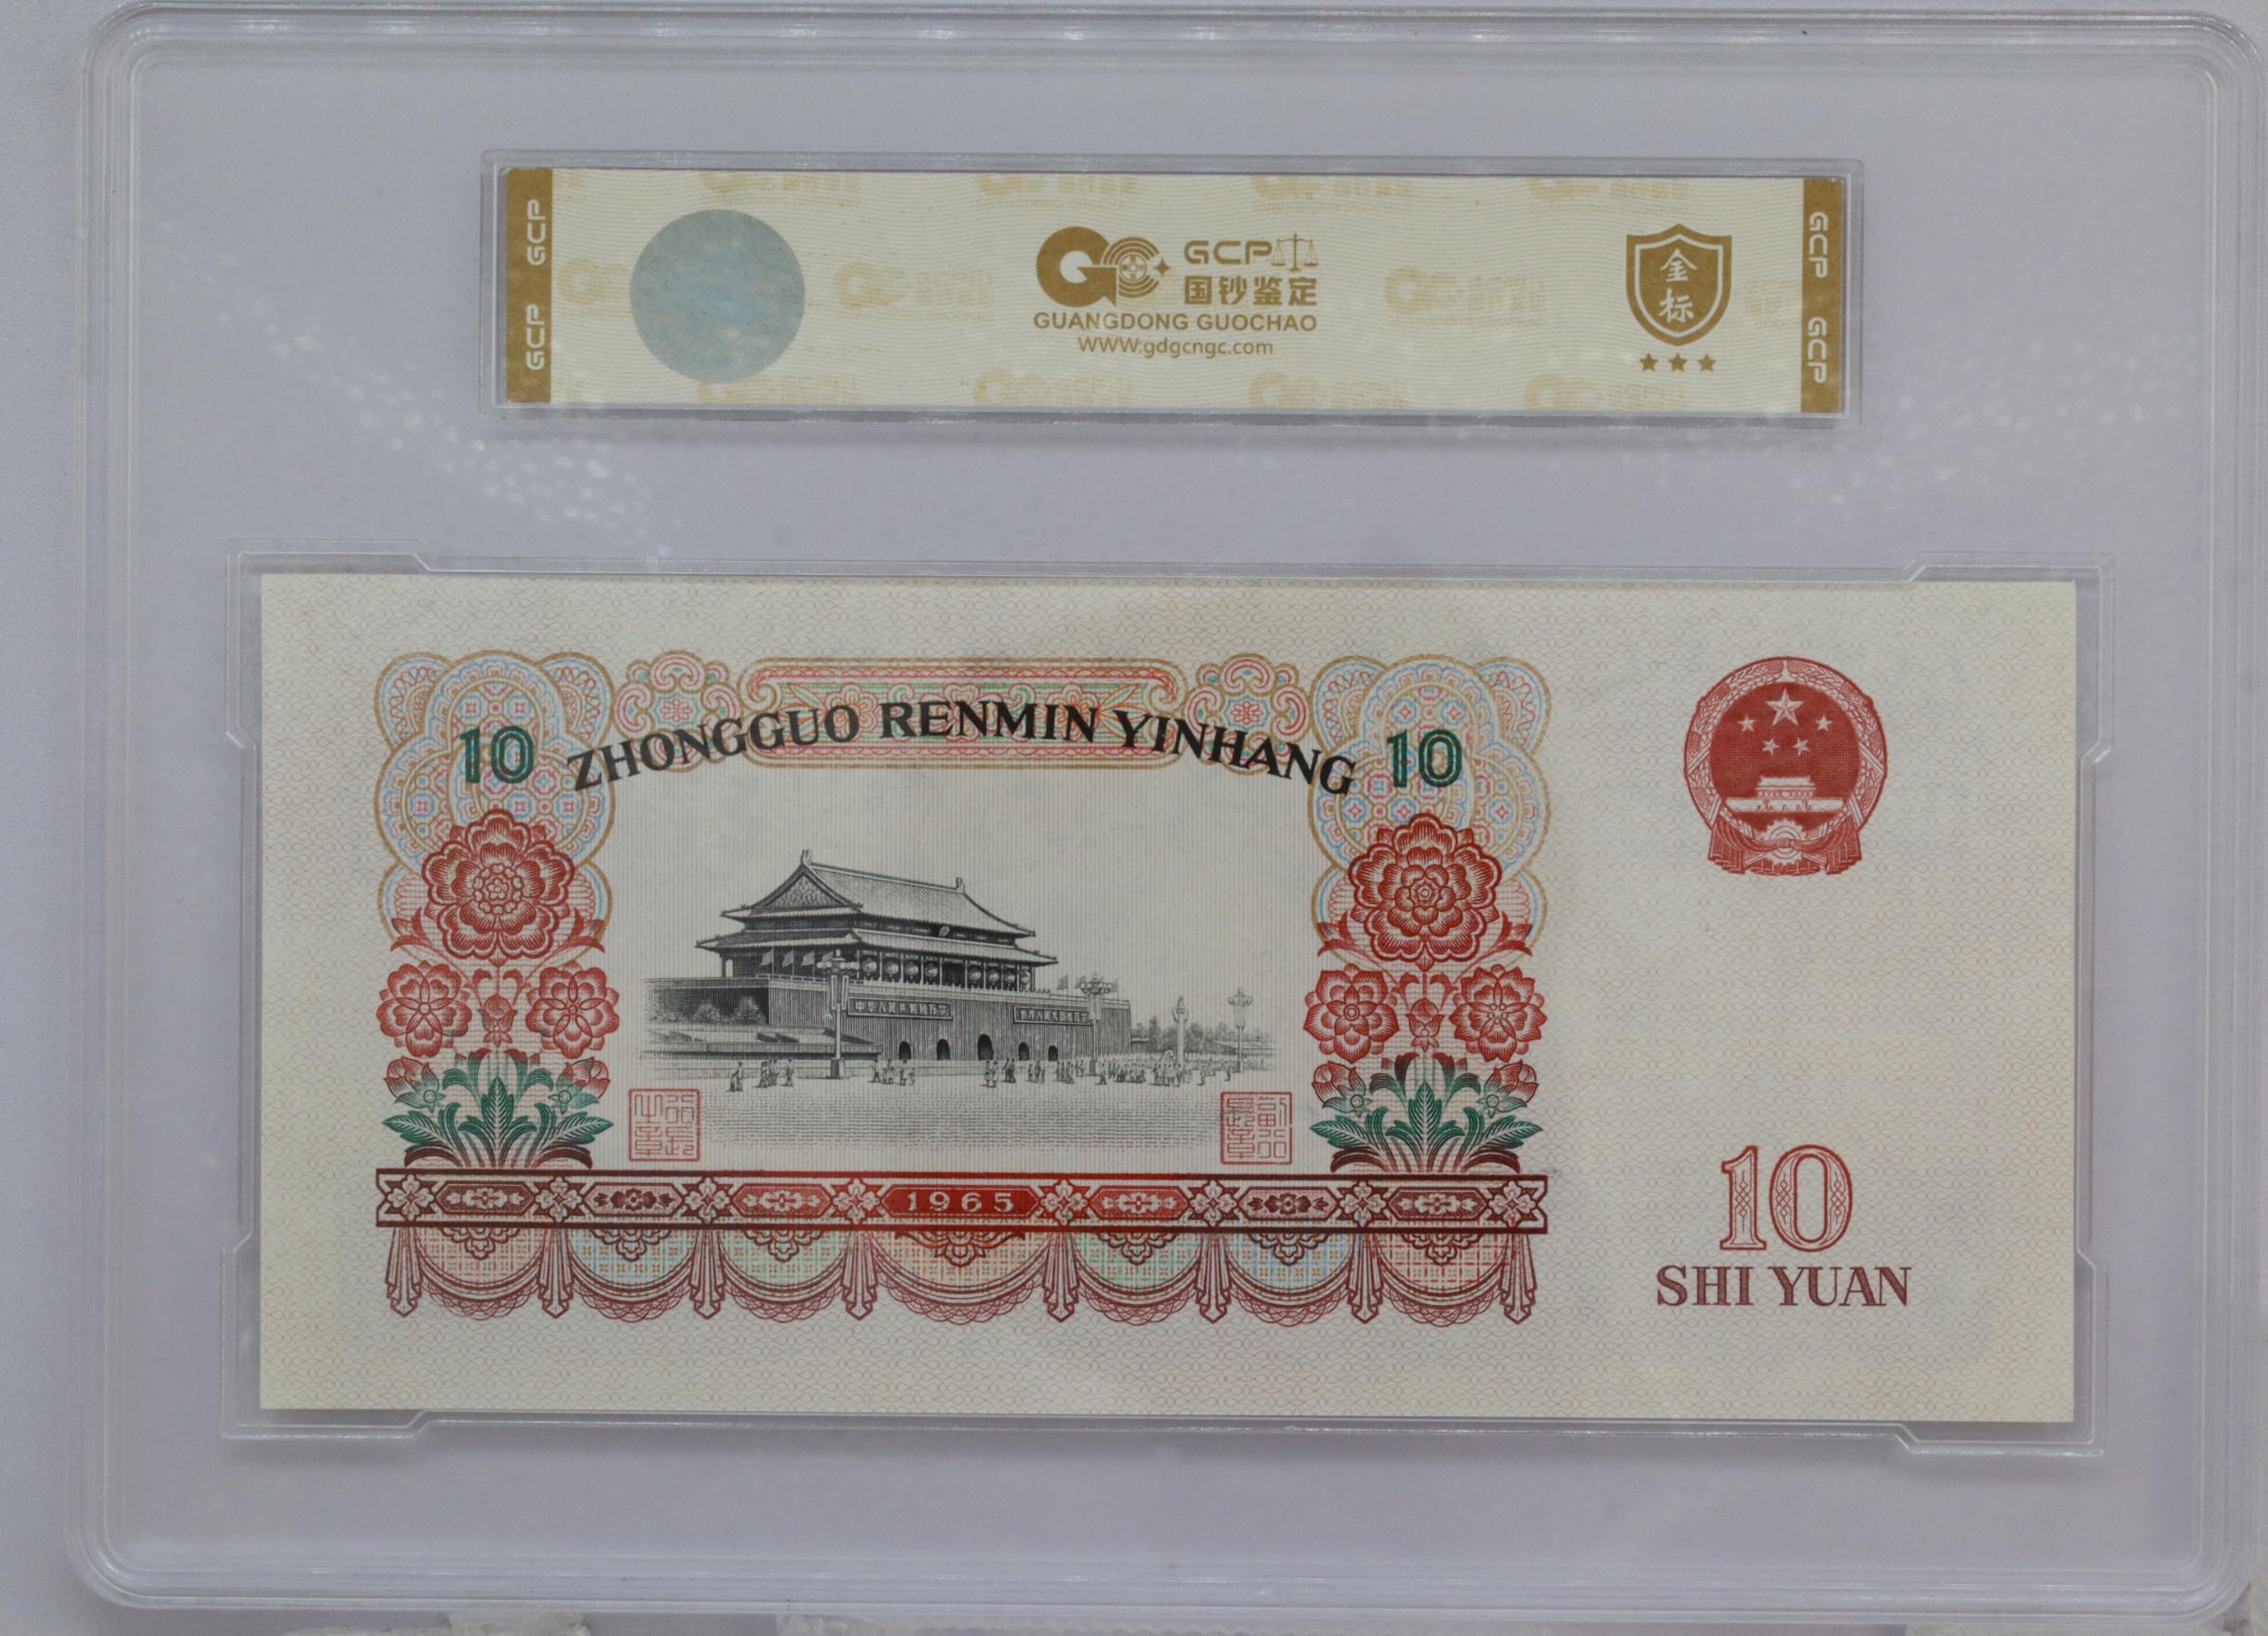 GCP GCP
GCP
国钞鉴定
GUANGDONG GUOCHAO
WWW.gdgcngc.com
金标
GCP GCP
ZHONGGUO RENMIN YINHANG
10
10
1965
10
SHI YUAN